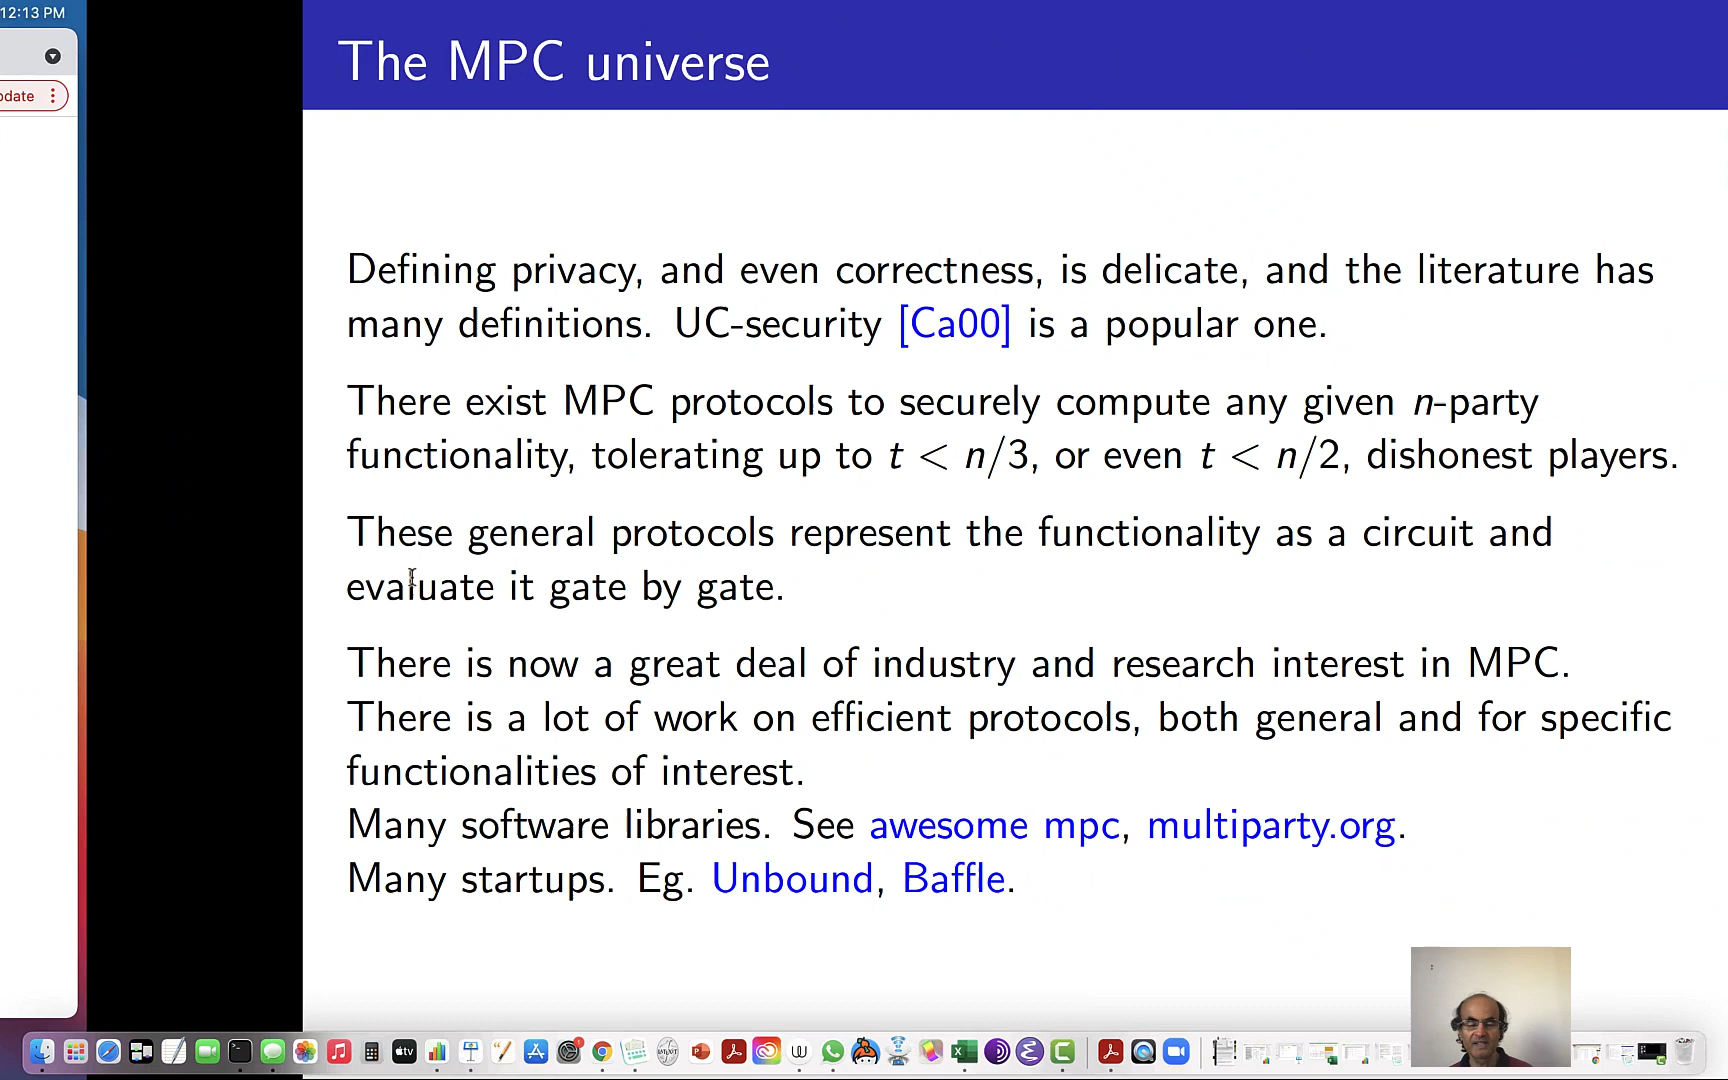 12:13 PM
pdate
The MPC universe
Defining privacy, and even correctness, is delicate, and the literature has
many definitions. UC-security [Ca00] is a popular one.
There exist MPC protocols to securely compute any given n-party
functionality, tolerating up to t < n/3, or even t < n/2, dishonest players.
These general protocols represent the functionality as a circuit and
evaluate it gate by gate.
There is now a great deal of industry and research interest in MPC.
There is a lot of work on efficient protocols, both general and for specific
functionalities of interest.
Many software libraries. See awesome mpc, multiparty.org.
Many startups. Eg. Unbound, Baffle.
tv